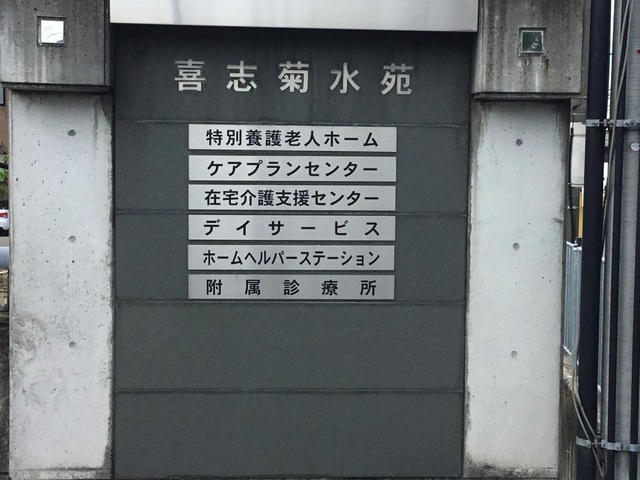 喜志菊水苑
特別養護老人ホーム
ケアプランセンター
在宅介護支援センター
デイサービス
ホームヘルパーステーション
附属診療所